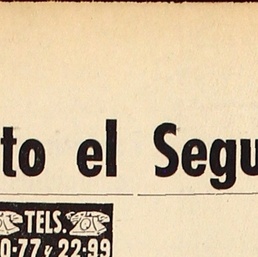 to el Segu
TELS.
0-77 y 22-99